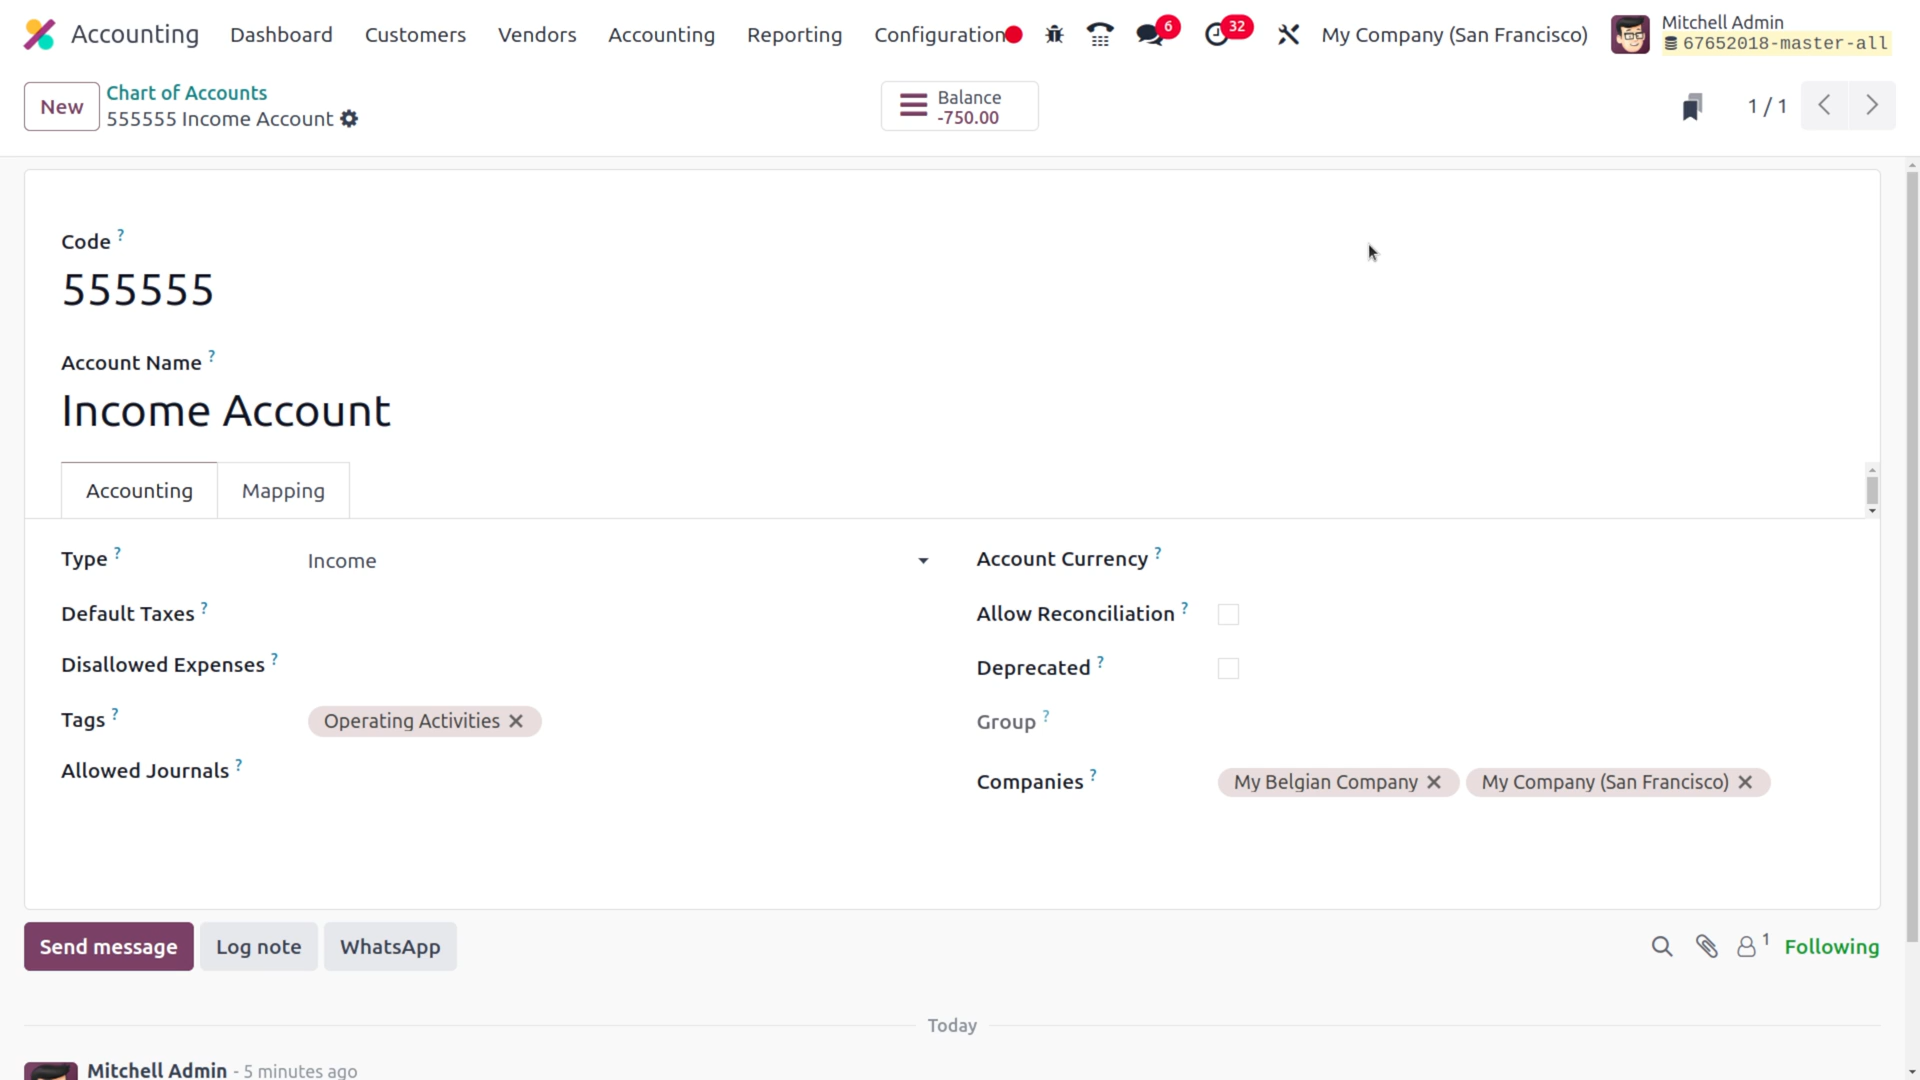 Accounting Dashboard Customers Vendors Accounting Reporting Configuration 6 32 My Company (San Francisco) Mitchell Admin
67652018-master-all
New Chart of Accounts
555555 Income Account
Balance
-750.00
1 / 1
Code ?
555555
Account Name ?
Income Account
Accounting Mapping
Type ? Income
Default Taxes ?
Disallowed Expenses ?
Tags ? Operating Activities
Allowed Journals ?
Account Currency ?
Allow Reconciliation ?
Deprecated ?
Group ?
Companies ? My Belgian Company My Company (San Francisco)
Send message Log note WhatsApp 1 Following
Today
Mitchell Admin - 5 minutes ago